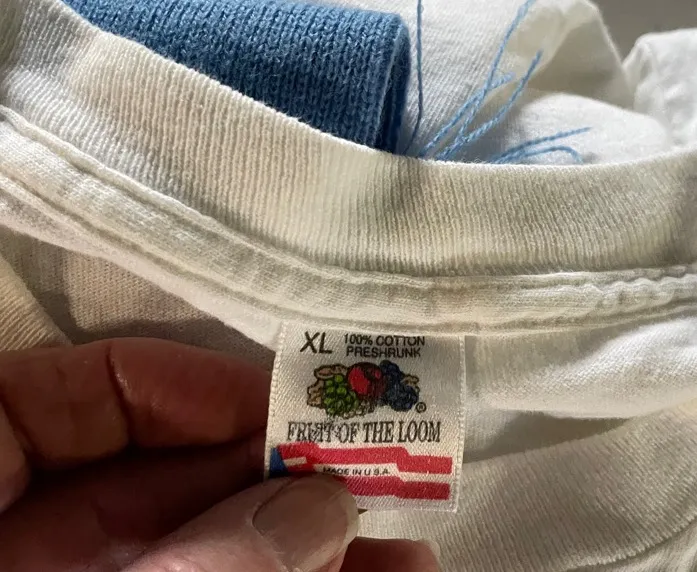 XL 100% COTTON
PRESHRUNK
®
FRUIT OF THE LOOM
MADE IN U.S.A.